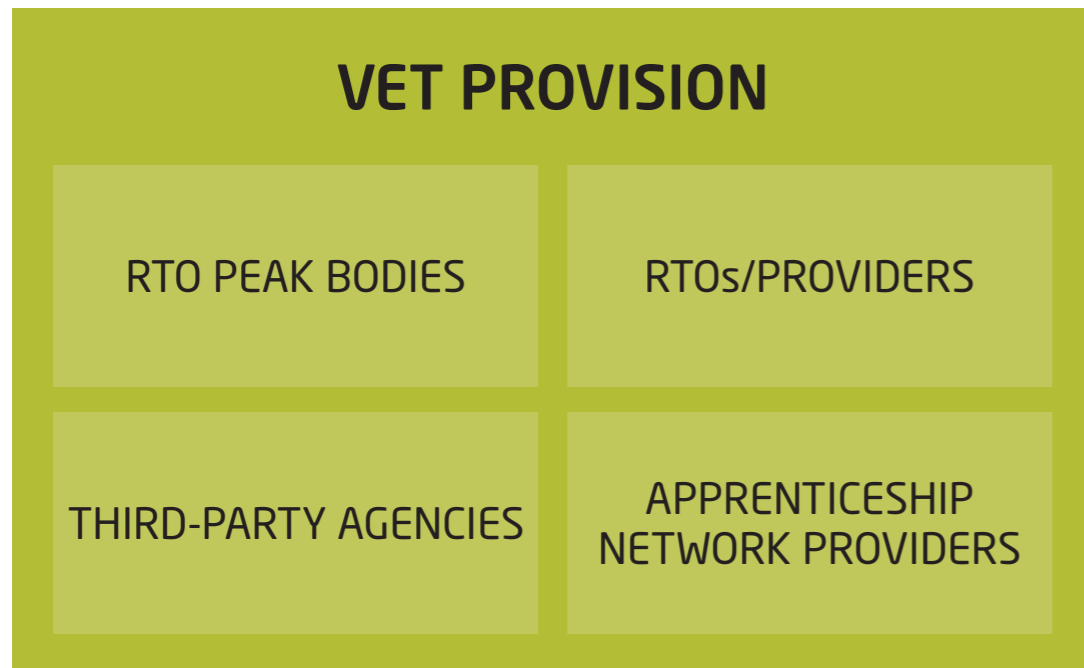 VET PROVISION
RTO PEAK BODIES
RTOs/PROVIDERS
THIRD-PARTY AGENCIES
APPRENTICESHIP
NETWORK PROVIDERS